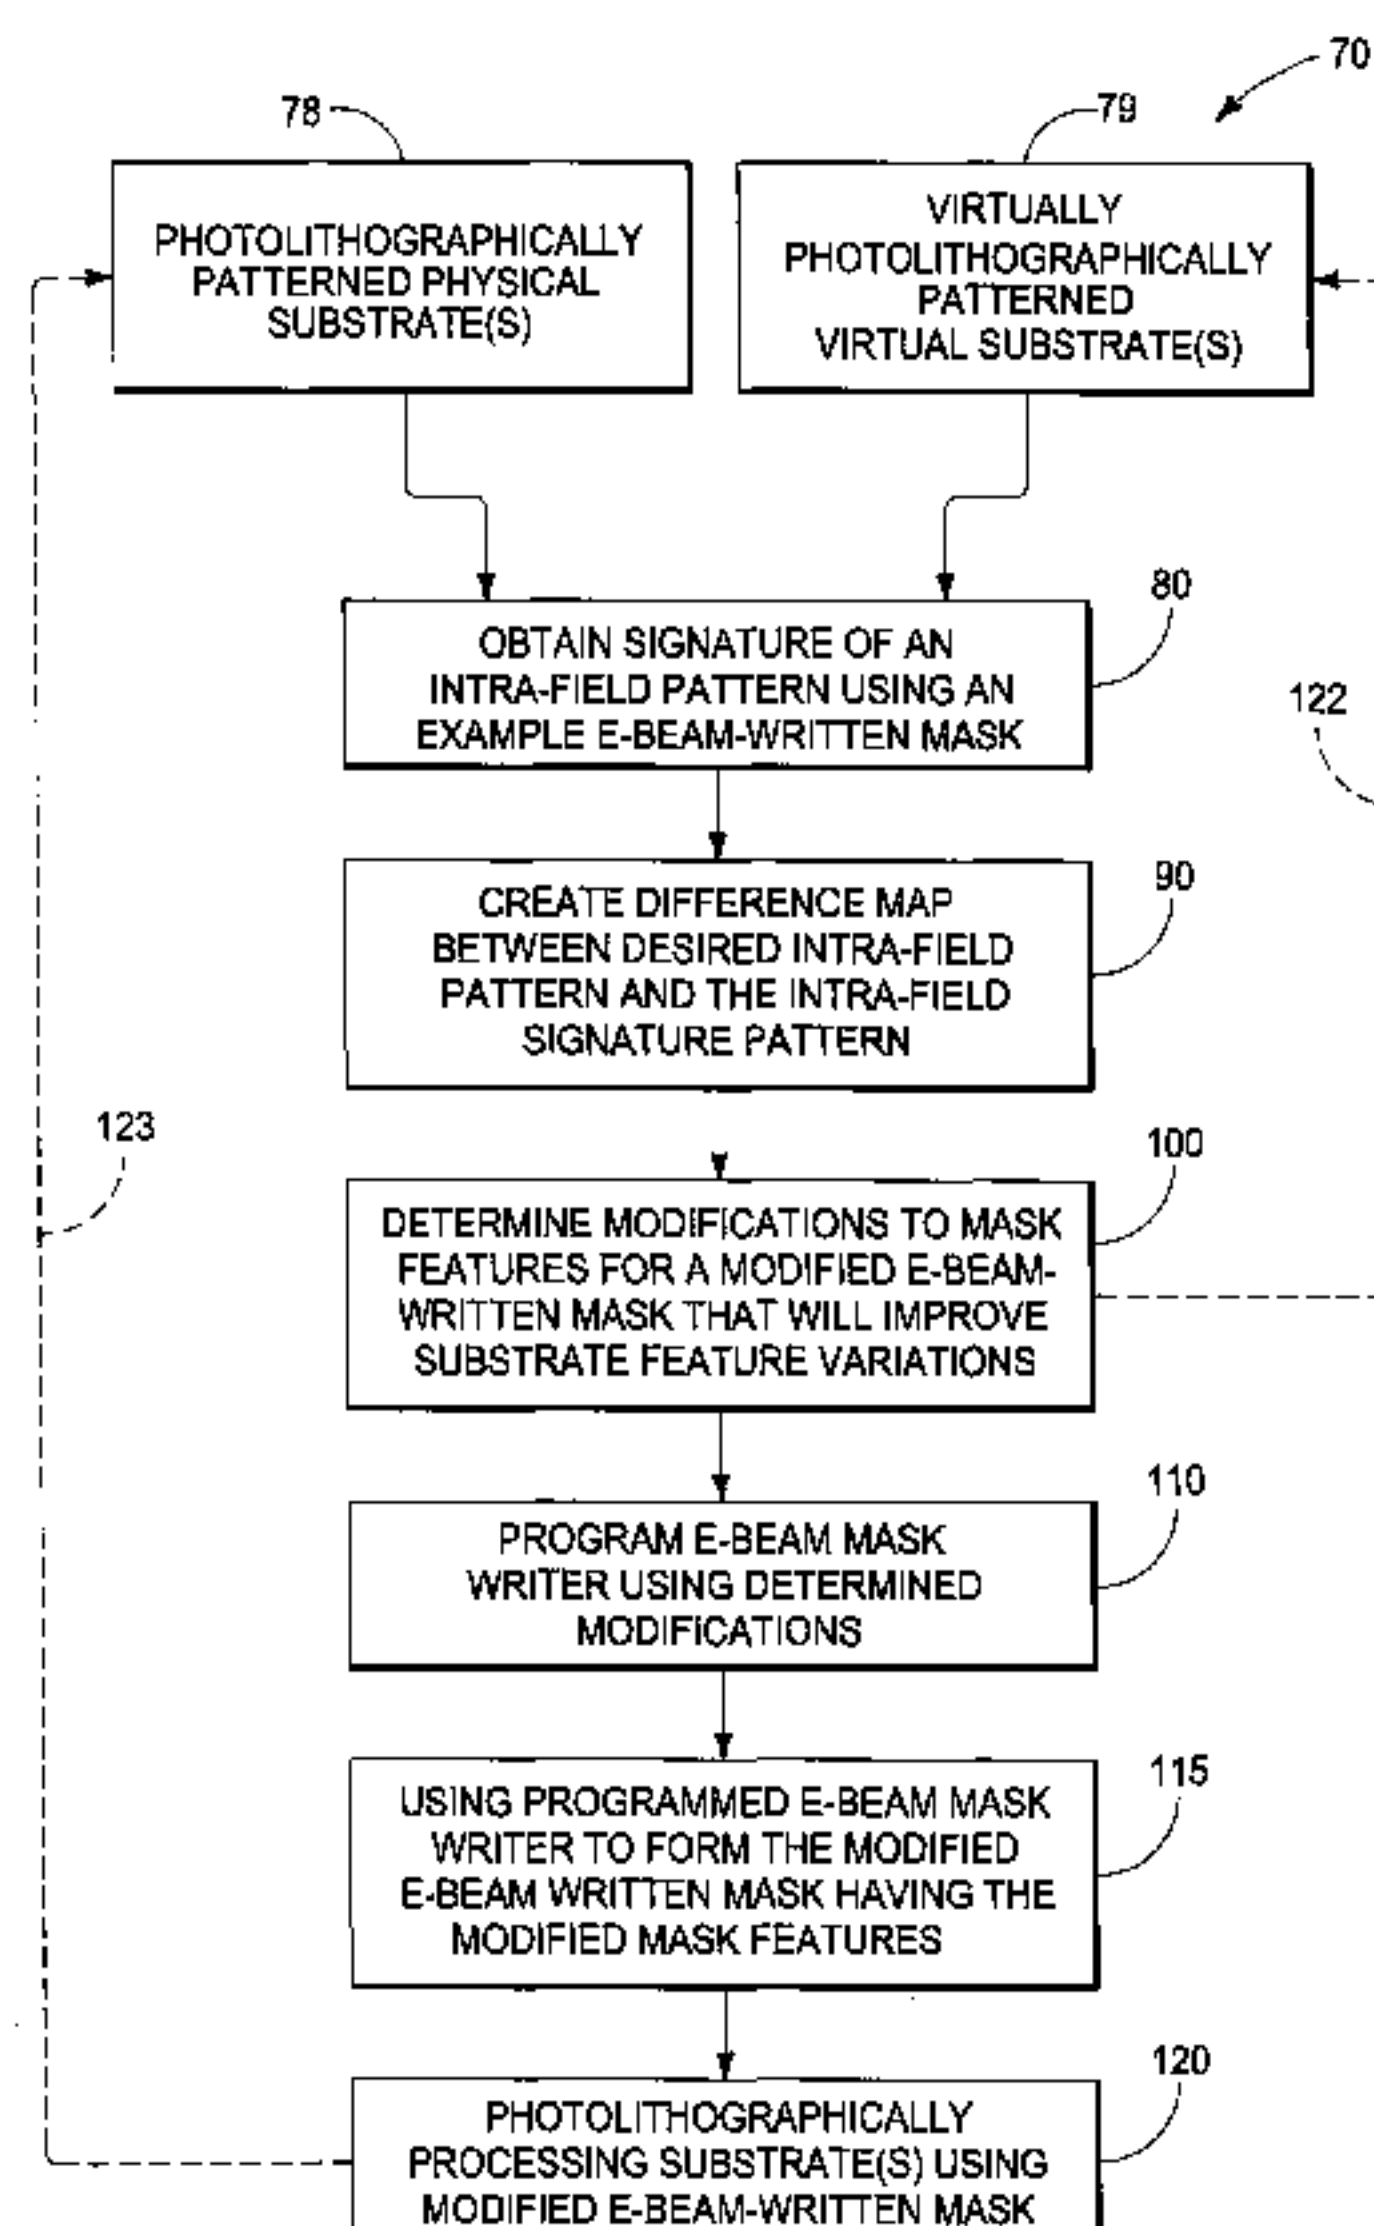 70
78
79
PHOTOLITHOGRAPHICALLY
PATTERNED PHYSICAL
SUBSTRATE(S)
VIRTUALLY
PHOTOLITHOGRAPHICALLY
PATTERNED
VIRTUAL SUBSTRATE(S)
80
OBTAIN SIGNATURE OF AN
INTRA-FIELD PATTERN USING AN
EXAMPLE E-BEAM-WRITTEN MASK
122
90
CREATE DIFFERENCE MAP
BETWEEN DESIRED INTRA-FIELD
PATTERN AND THE INTRA-FIELD
SIGNATURE PATTERN
123
100
DETERMINE MODIFICATIONS TO MASK
FEATURES FOR A MODIFIED E-BEAM-
WRITTEN MASK THAT WILL IMPROVE
SUBSTRATE FEATURE VARIATIONS
110
PROGRAM E-BEAM MASK
WRITER USING DETERMINED
MODIFICATIONS
115
USING PROGRAMMED E-BEAM MASK
WRITER TO FORM THE MODIFIED
E-BEAM WRITTEN MASK HAVING THE
MODIFIED MASK FEATURES
120
PHOTOLITHOGRAPHICALLY
PROCESSING SUBSTRATE(S) USING
MODIFIED E-BEAM-WRITTEN MASK